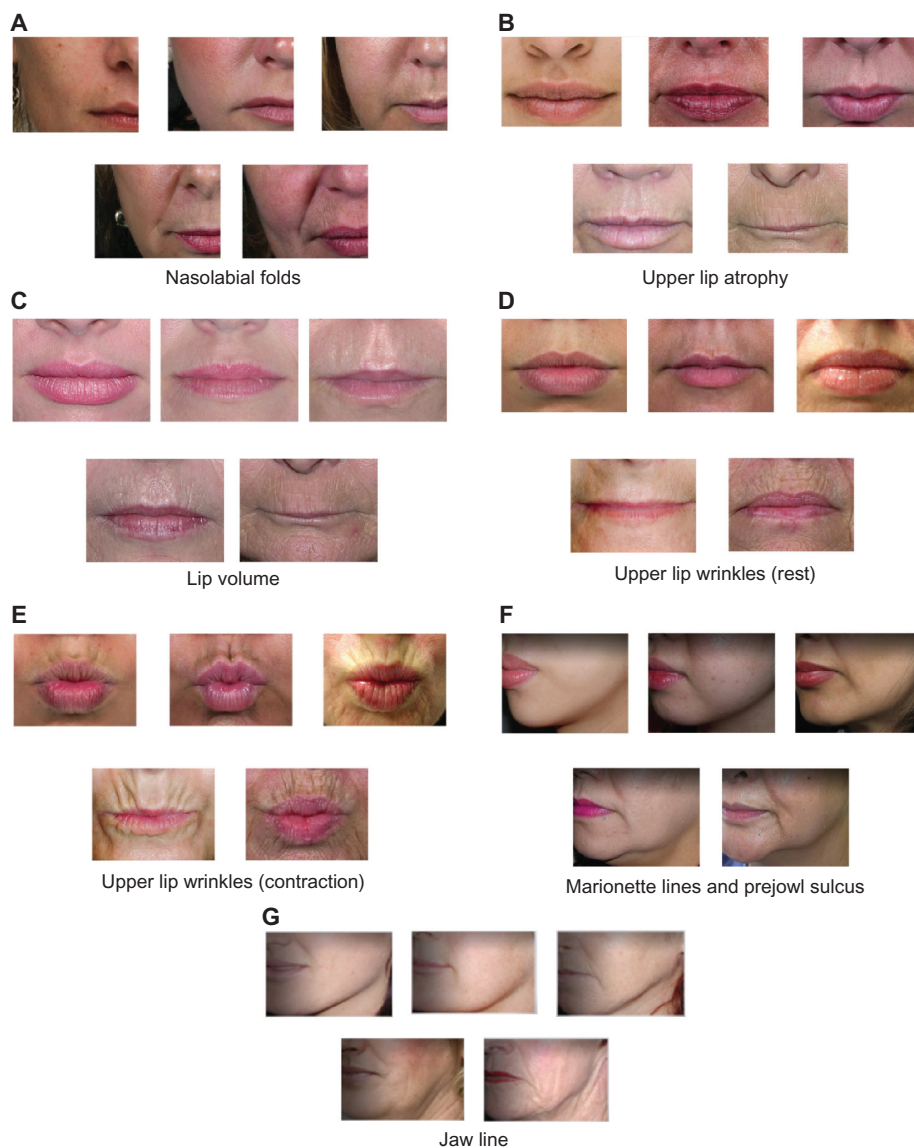 A
B
Nasolabial folds
Upper lip atrophy
C
D
Lip volume
Upper lip wrinkles (rest)
E
F
Upper lip wrinkles (contraction)
Marionette lines and prejowl sulcus
G
Jaw line